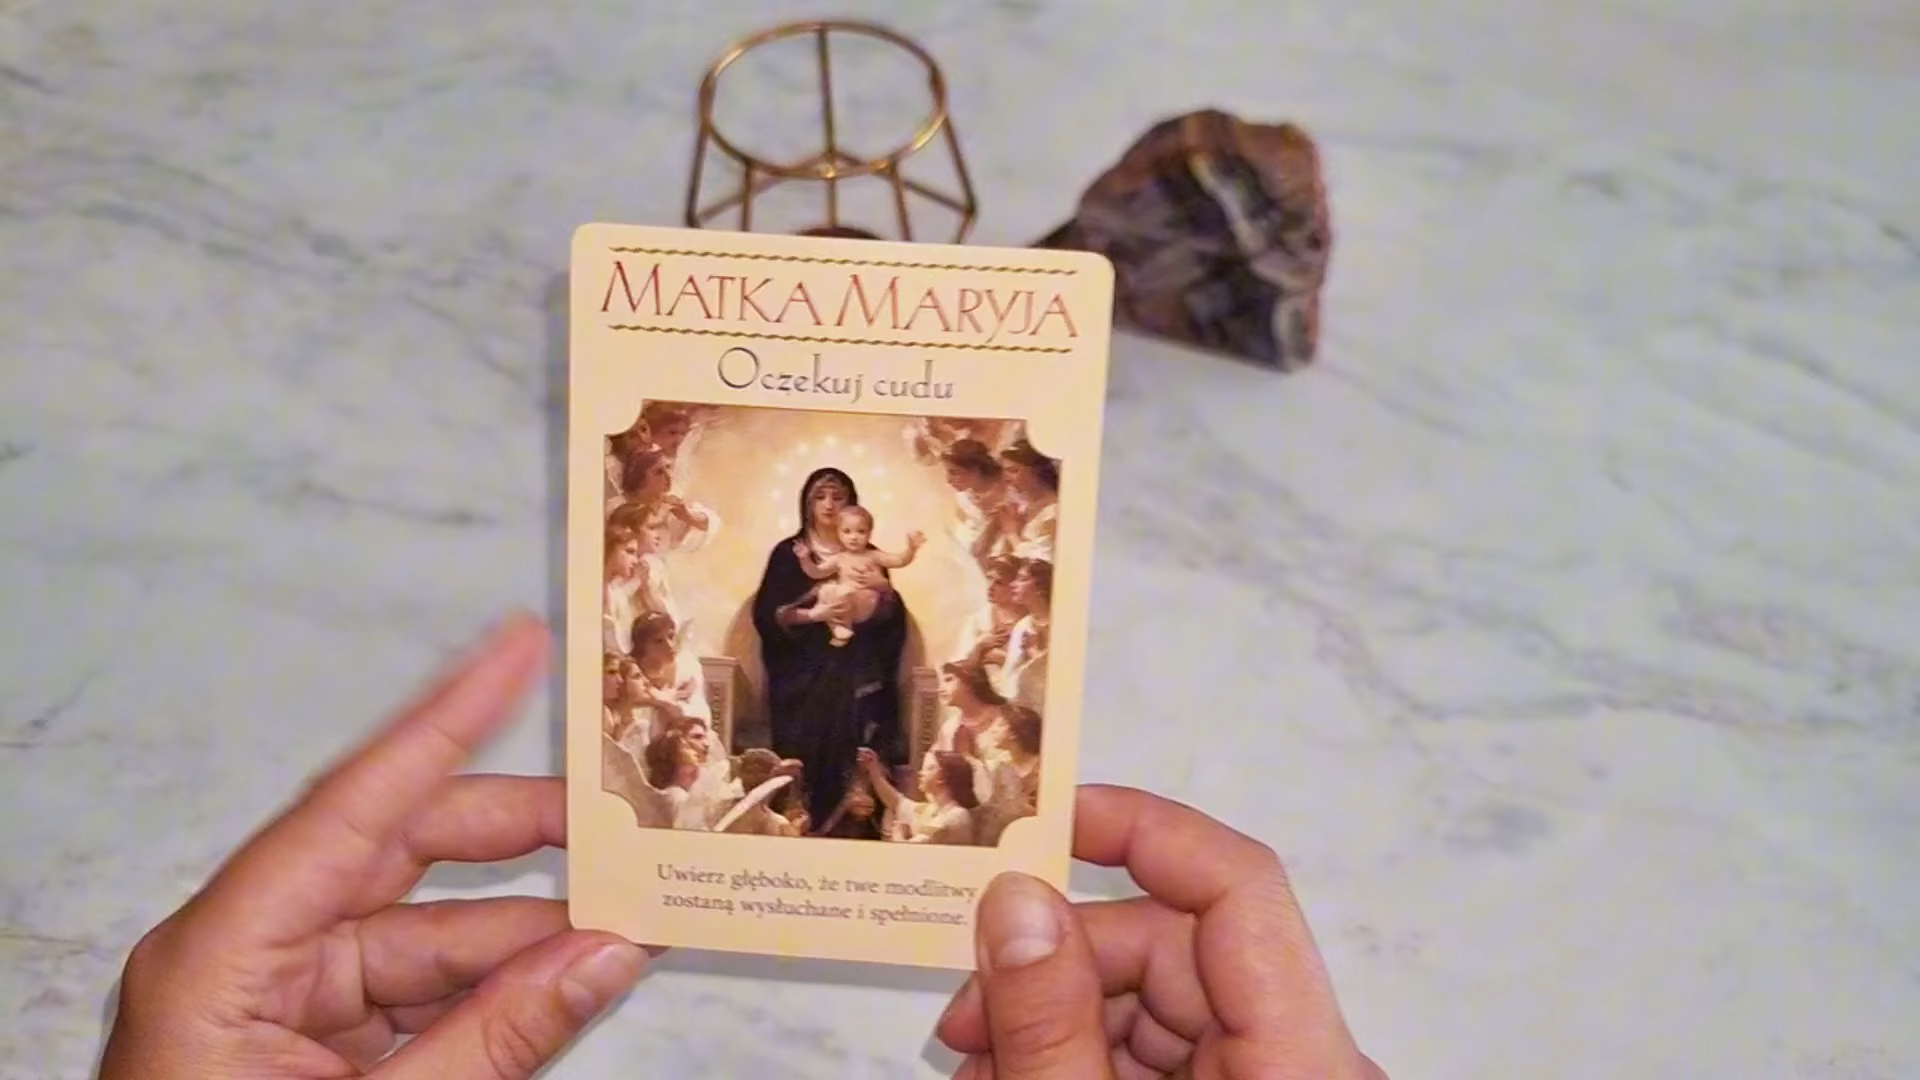 MATKA MARYJA
Oczekuj cudu
Uwierz głęboko, że twe modlitwy
zostaną wysłuchane i spełnione.